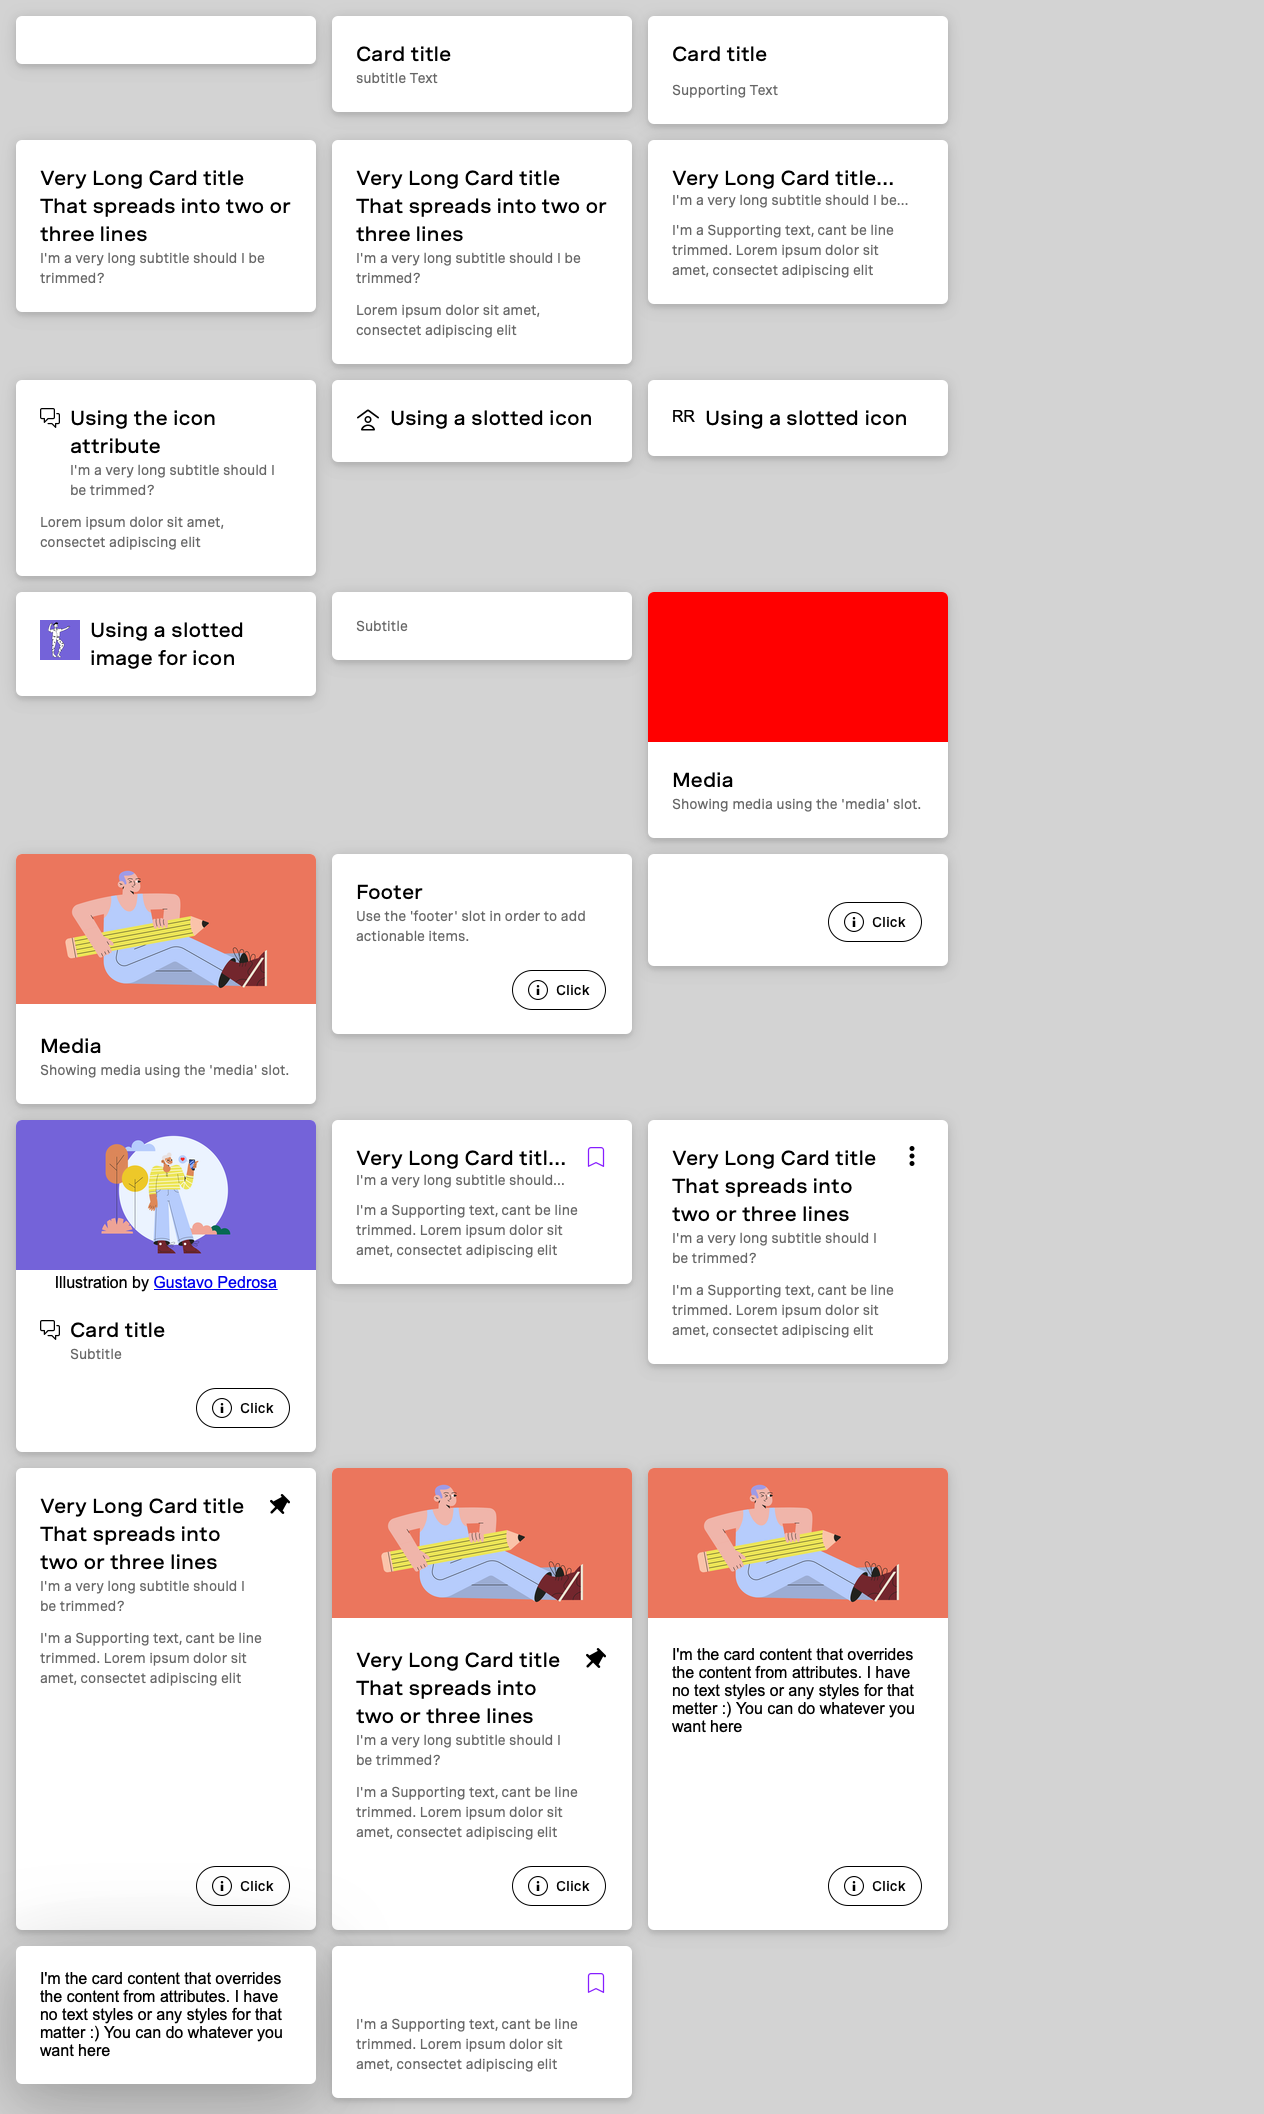 Card title
subtitle Text
Card title
Supporting Text
Very Long Card title
That spreads into two or
three lines
I'm a very long subtitle should I be
trimmed?
Very Long Card title
That spreads into two or
three lines
I'm a very long subtitle should I be
trimmed?
Lorem ipsum dolor sit amet,
consectet adipiscing elit
Very Long Card title...
I'm a very long subtitle should I be...
I'm a Supporting text, cant be line
trimmed. Lorem ipsum dolor sit
amet, consectet adipiscing elit
Using the icon
attribute
I'm a very long subtitle should I
be trimmed?
Lorem ipsum dolor sit amet,
consectet adipiscing elit
Using a slotted icon
RR Using a slotted icon
Using a slotted
image for icon
Subtitle
Media
Showing media using the 'media' slot.
Media
Showing media using the 'media' slot.
Footer
Use the 'footer' slot in order to add
actionable items.
Click
Click
Illustration by Gustavo Pedrosa
Card title
Subtitle
Click
Very Long Card titl...
I'm a very long subtitle should...
I'm a Supporting text, cant be line
trimmed. Lorem ipsum dolor sit
amet, consectet adipiscing elit
Very Long Card title
That spreads into
two or three lines
I'm a very long subtitle should I
be trimmed?
I'm a Supporting text, cant be line
trimmed. Lorem ipsum dolor sit
amet, consectet adipiscing elit
Very Long Card title
That spreads into
two or three lines
I'm a very long subtitle should I
be trimmed?
I'm a Supporting text, cant be line
trimmed. Lorem ipsum dolor sit
amet, consectet adipiscing elit
Click
Very Long Card title
That spreads into
two or three lines
I'm a very long subtitle should I
be trimmed?
I'm a Supporting text, cant be line
trimmed. Lorem ipsum dolor sit
amet, consectet adipiscing elit
Click
I'm the card content that overrides
the content from attributes. I have
no text styles or any styles for that
metter :) You can do whatever you
want here
Click
I'm the card content that overrides
the content from attributes. I have
no text styles or any styles for that
matter :) You can do whatever you
want here
I'm a Supporting text, cant be line
trimmed. Lorem ipsum dolor sit
amet, consectet adipiscing elit